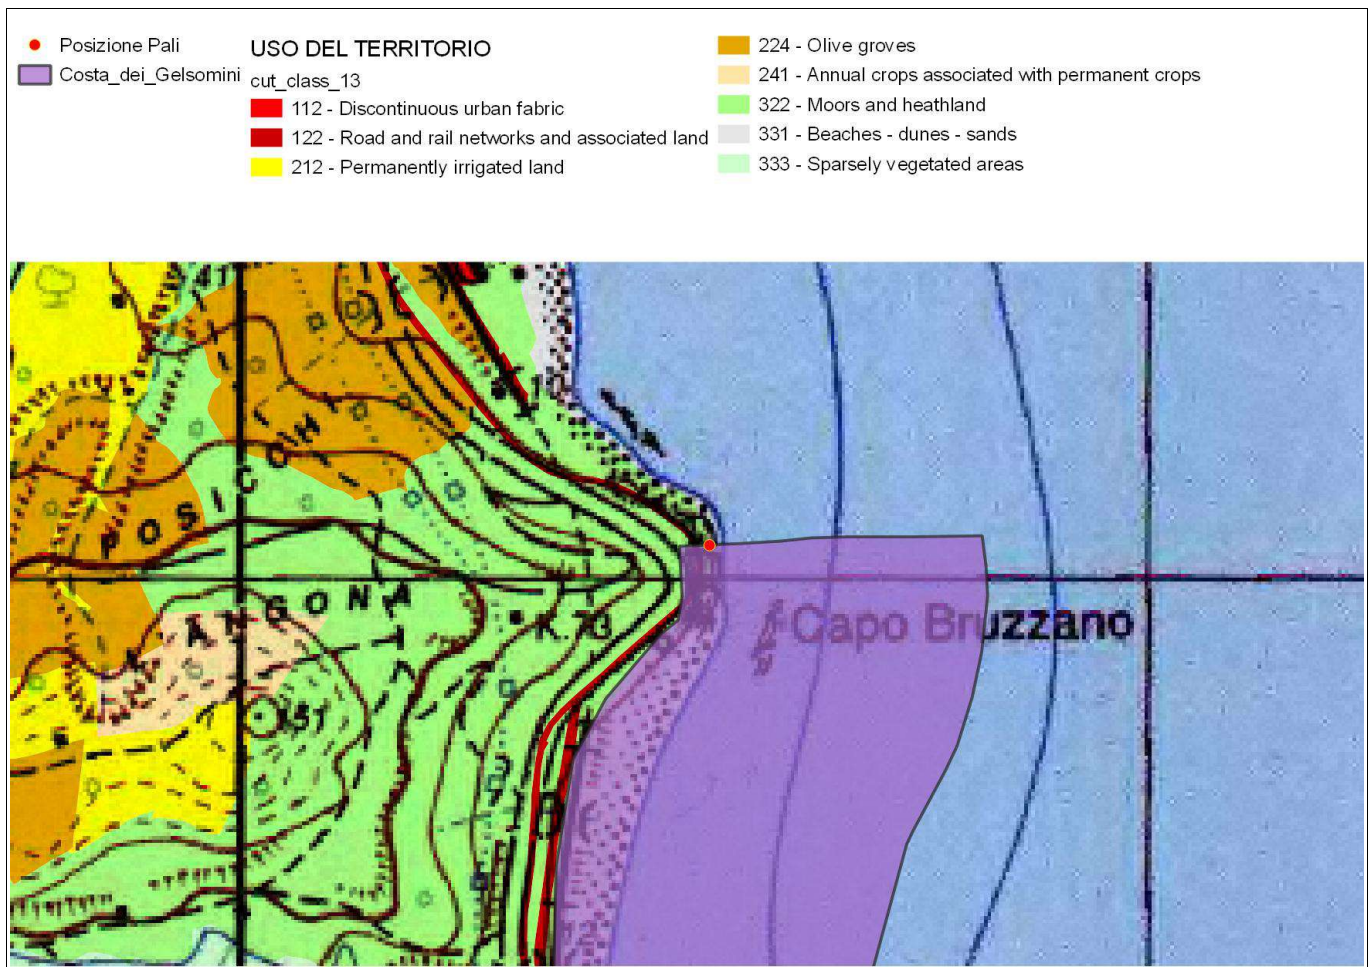 Posizione Pali
Costa_dei_Gelsomini
USO DEL TERRITORIO
cut_class_13
112 - Discontinuous urban fabric
122 - Road and rail networks and associated land
212 - Permanently irrigated land
224 - Olive groves
241 - Annual crops associated with permanent crops
322 - Moors and heathland
331 - Beaches - dunes - sands
333 - Sparsely vegetated areas
POSICOHI
ANGONA
K.73
Capo Bruzzano
151